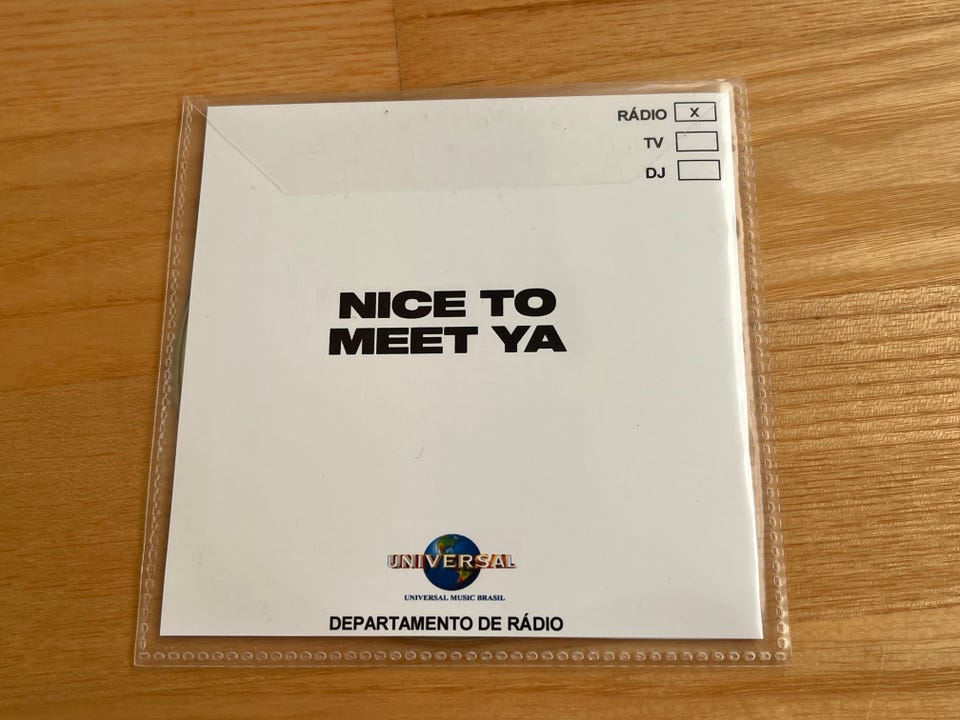 RÁDIO X
TV
DJ
NICE TO
MEET YA
UNIVERSAL
UNIVERSAL MUSIC BRASIL
DEPARTAMENTO DE RÁDIO